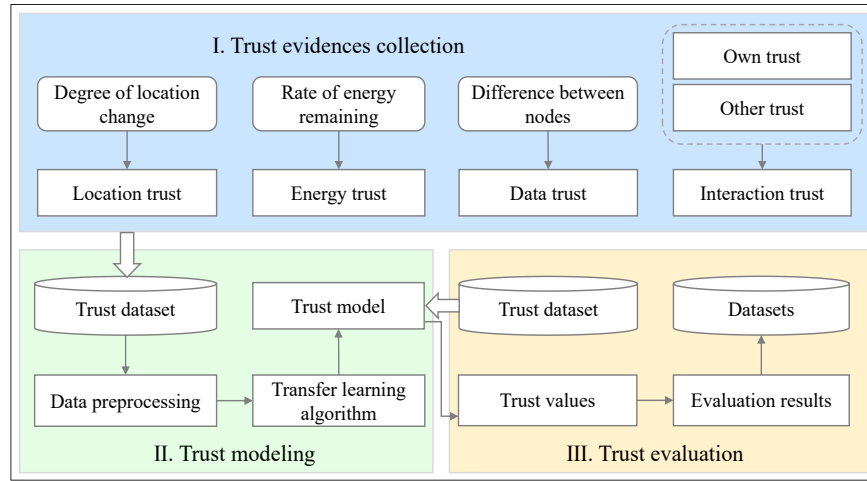 I. Trust evidences collection
Own trust
Other trust
Degree of location
change
Rate of energy
remaining
Difference between
nodes
Location trust
Energy trust
Data trust
Interaction trust
Trust dataset
Trust model
Trust dataset
Datasets
Data preprocessing
Transfer learning
algorithm
Trust values
Evaluation results
II. Trust modeling
III. Trust evaluation